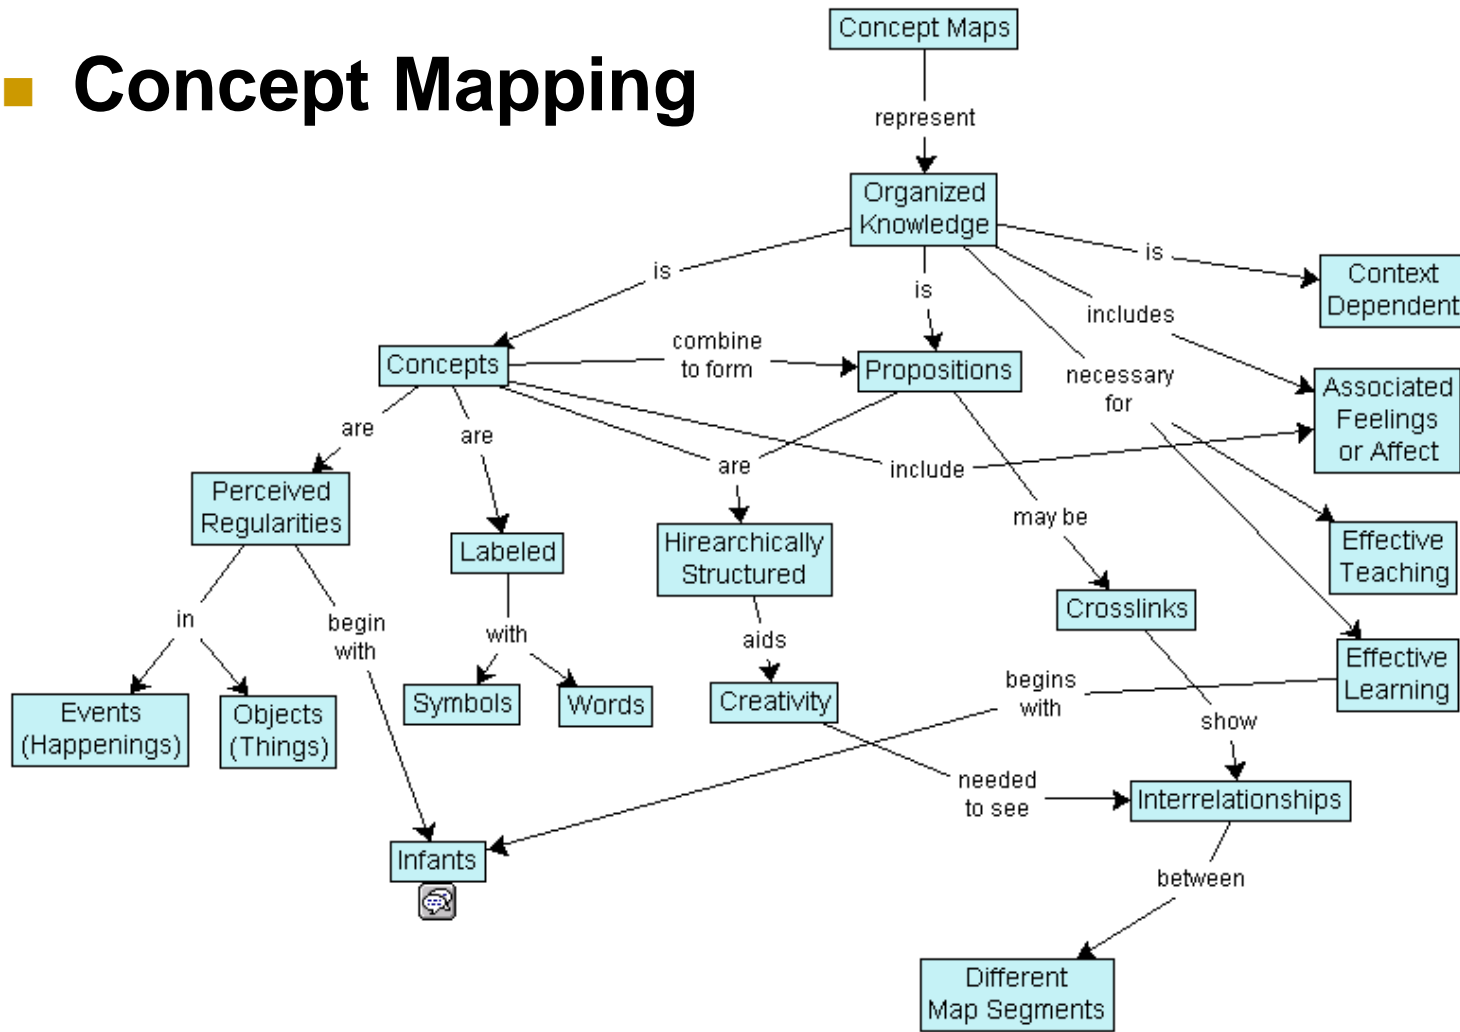 Concept Mapping
Concept Maps
represent
Organized
Knowledge
is
is
is
Context
Dependent
includes
combine
to form
Concepts
Propositions
necessary
for
Associated
Feelings
or Affect
are
are
are
include
Perceived
Regularities
may be
Labeled
Hirearchically
Structured
Effective
Teaching
Crosslinks
in
begin
with
with
aids
Effective
Learning
begins
with
Symbols
Words
Creativity
Events
(Happenings)
Objects
(Things)
show
needed
to see
Interrelationships
Infants
between
Different
Map Segments